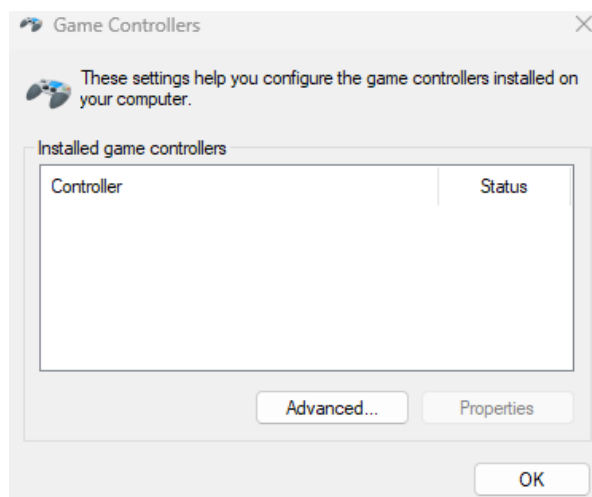 Game Controllers
These settings help you configure the game controllers installed on
your computer.
Installed game controllers
Controller Status
Advanced... Properties
OK